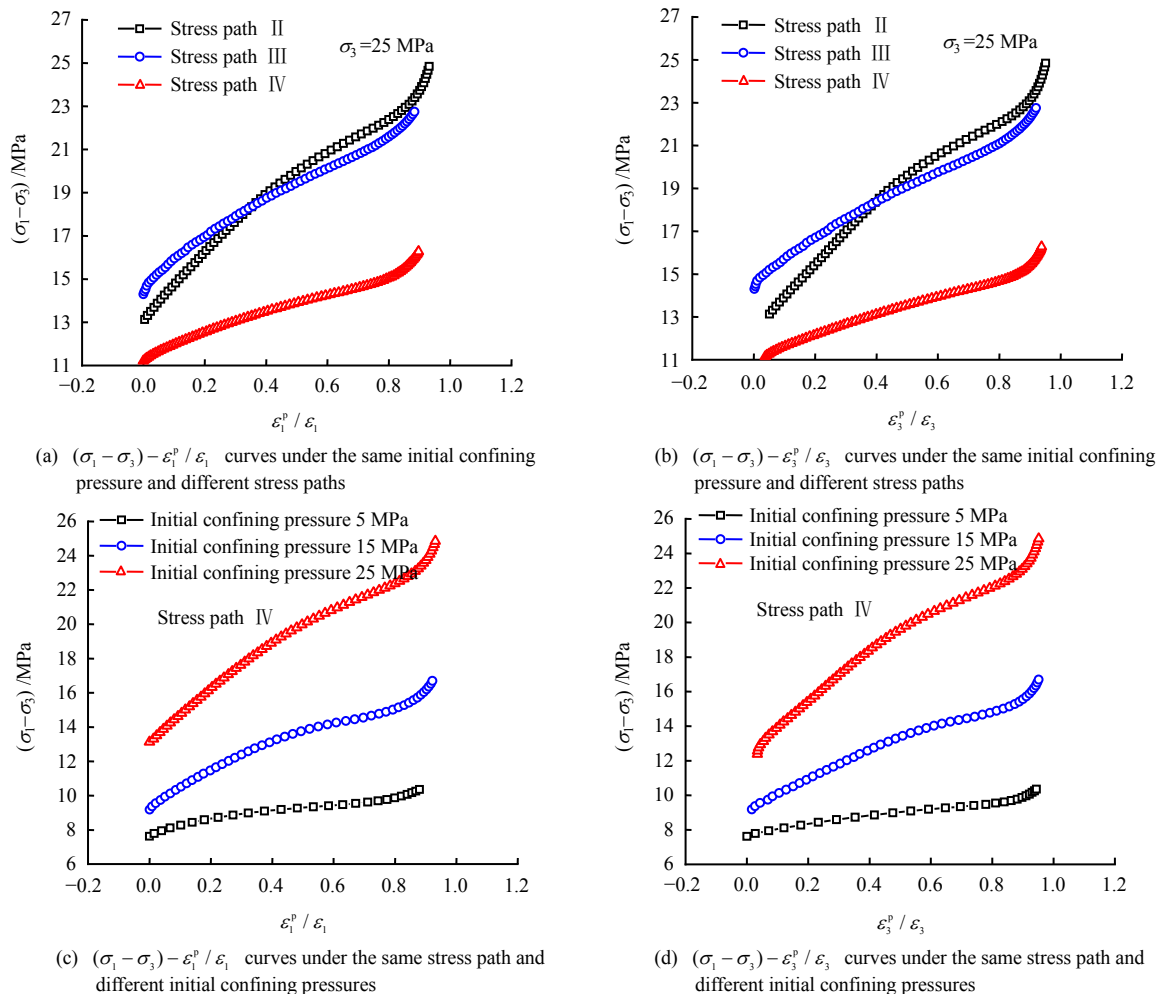 27
25
23
21
19
17
15
13
11
Stress path Ⅱ
Stress path Ⅲ
Stress path Ⅳ
σ₃=25 MPa
(σ₁−σ₃) /MPa
−0.2 0.0 0.2 0.4 0.6 0.8 1.0 1.2
ε₁ᵖ / ε₁
(a) (σ₁ − σ₃) − ε₁ᵖ / ε₁ curves under the same initial confining
pressure and different stress paths
27
25
23
21
19
17
15
13
11
Stress path Ⅱ
Stress path Ⅲ
Stress path Ⅳ
σ₃=25 MPa
(σ₁−σ₃) /MPa
−0.2 0.0 0.2 0.4 0.6 0.8 1.0 1.2
ε₃ᵖ / ε₃
(b) (σ₁ − σ₃) − ε₃ᵖ / ε₃ curves under the same initial confining
pressure and different stress paths
26
24
22
20
18
16
14
12
10
8
6
Initial confining pressure 5 MPa
Initial confining pressure 15 MPa
Initial confining pressure 25 MPa
Stress path Ⅳ
(σ₁−σ₃) /MPa
−0.2 0.0 0.2 0.4 0.6 0.8 1.0 1.2
ε₁ᵖ / ε₁
(c) (σ₁ − σ₃) − ε₁ᵖ / ε₁ curves under the same stress path and
different initial confining pressures
26
24
22
20
18
16
14
12
10
8
6
Initial confining pressure 5 MPa
Initial confining pressure 15 MPa
Initial confining pressure 25 MPa
Stress path Ⅳ
(σ₁−σ₃) /MPa
−0.2 0.0 0.2 0.4 0.6 0.8 1.0 1.2
ε₃ᵖ / ε₃
(d) (σ₁ − σ₃) − ε₃ᵖ / ε₃ curves under the same stress path and
different initial confining pressures